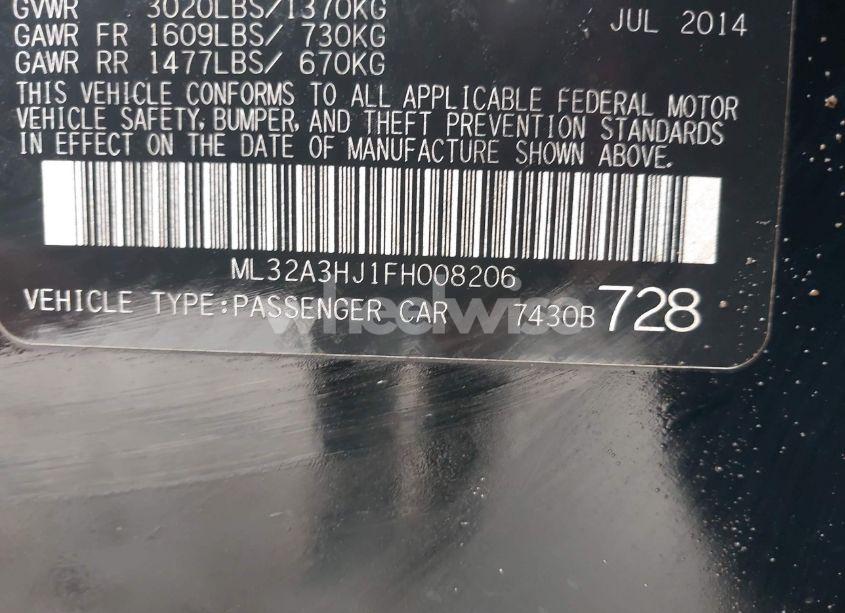 GVWR 3020LBS/1370KG
JUL 2014
GAWR FR 1609LBS/ 730KG
GAWR RR 1477LBS/ 670KG
THIS VEHICLE CONFORMS TO ALL APPLICABLE FEDERAL MOTOR
VEHICLE SAFETY, BUMPER, AND THEFT PREVENTION STANDARDS
IN EFFECT ON THE DATE OF MANUFACTURE SHOWN ABOVE.
ML32A3HJ1FH008206
VEHICLE TYPE:PASSENGER CAR 7430B 728
wheelwise